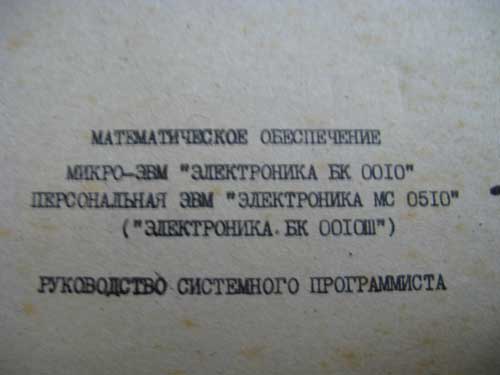 МАТЕМАТИЧЕСКОЕ ОБЕСПЕЧЕНИЕ
МИКРО-ЭВМ "ЭЛЕКТРОНИКА БК 0010"
ПЕРСОНАЛЬНАЯ ЭВМ "ЭЛЕКТРОНИКА МС 0510"
("ЭЛЕКТРОНИКА.БК 0010Ш")
РУКОВОДСТВО СИСТЕМНОГО ПРОГРАММИСТА